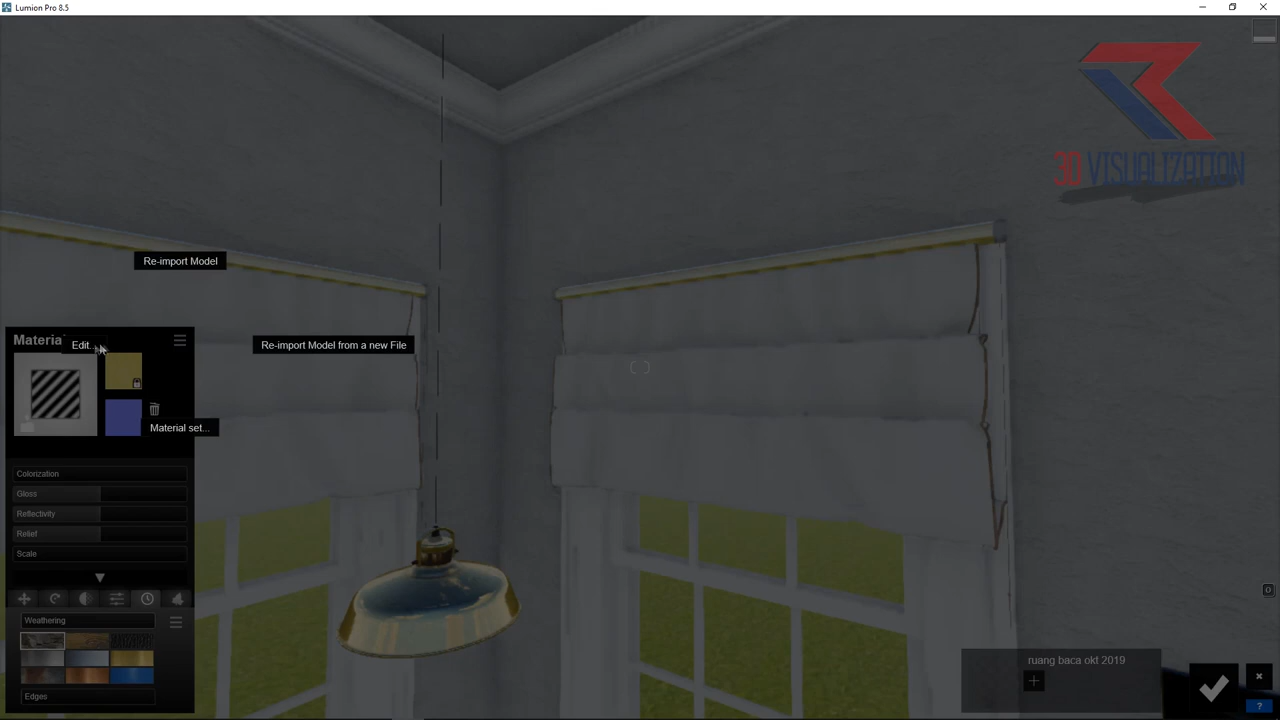 Lumion Pro 8.5
3D VISUALIZATION
Re-import Model
Edit...
Re-import Model from a new File
Material set...
Colorization
Gloss
Reflectivity
Relief
Scale
Weathering
Edges
ruang baca okt 2019
+
?